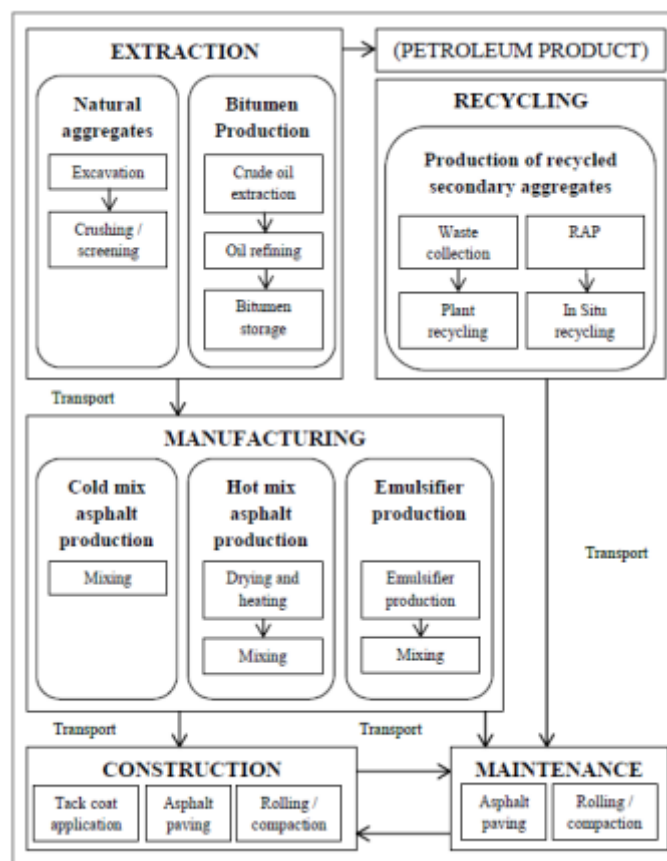 EXTRACTION
Natural
aggregates
Excavation
Crushing /
screening
Bitumen
Production
Crude oil
extraction
Oil refining
Bitumen
storage
(PETROLEUM PRODUCT)
RECYCLING
Production of recycled
secondary aggregates
Waste
collection
Plant
recycling
RAP
In Situ
recycling
Transport
MANUFACTURING
Cold mix
asphalt
production
Mixing
Hot mix
asphalt
production
Drying and
heating
Mixing
Emulsifier
production
Emulsifier
production
Mixing
Transport
Transport
Transport
CONSTRUCTION
Tack coat
application
Asphalt
paving
Rolling /
compaction
MAINTENANCE
Asphalt
paving
Rolling /
compaction